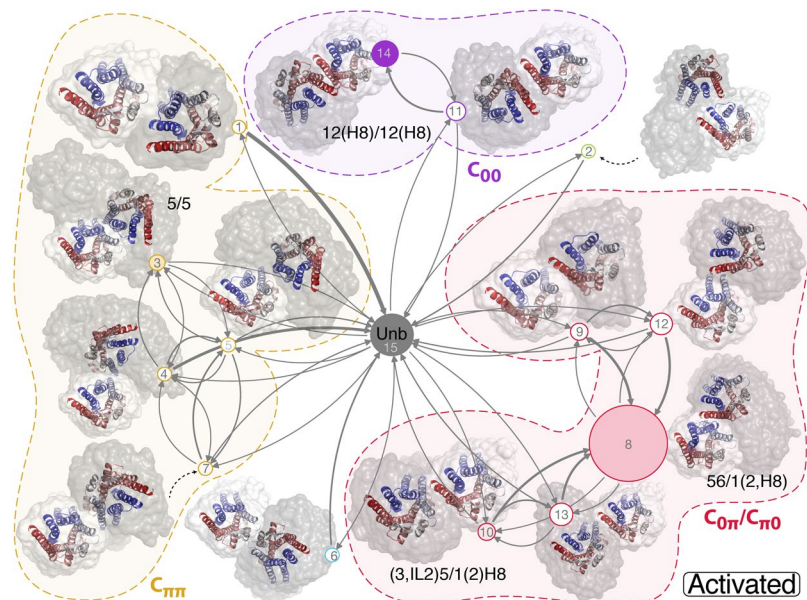 14
12(H8)/12(H8)
11
C00
1
2
5/5
3
Unb
15
9
12
5
4
8
7
56/1(2,H8)
C0π/Cπ0
13
10
6
(3,IL2)5/1(2)H8
Cππ
Activated